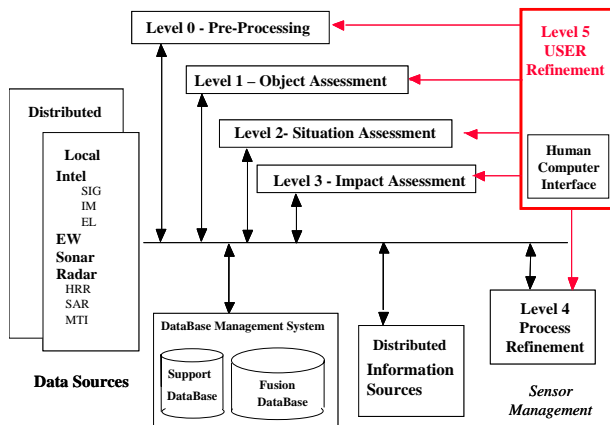 Level 0 - Pre-Processing
Level 1 – Object Assessment
Level 2- Situation Assessment
Level 3 - Impact Assessment
Level 5
USER
Refinement
Human
Computer
Interface
Distributed
Local
Intel
SIG
IM
EL
EW
Sonar
Radar
HRR
SAR
MTI
Data Sources
DataBase Management System
Support
DataBase
Fusion
DataBase
Distributed
Information
Sources
Level 4
Process
Refinement
Sensor
Management